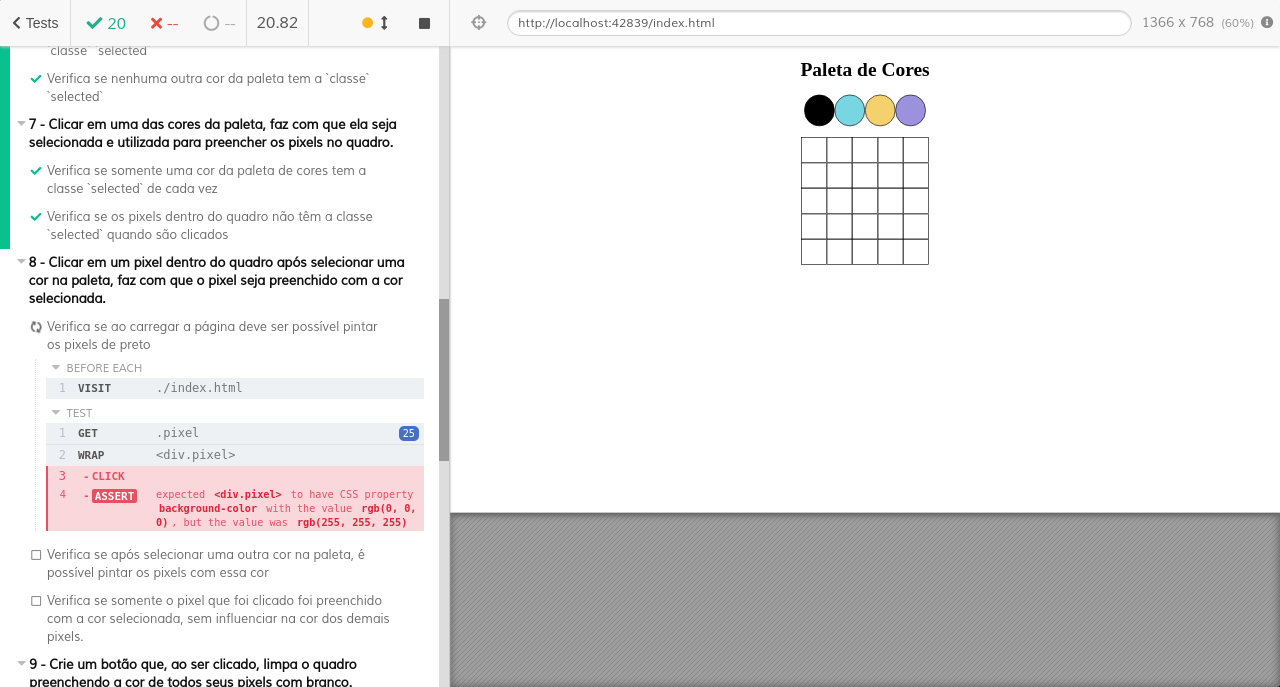 Tests
20
--
--
20.82
http://localhost:42839/index.html
1366 x 768 (60%)
`classe` `selected`
Verifica se nenhuma outra cor da paleta tem a `classe`
`selected`
7 - Clicar em uma das cores da paleta, faz com que ela seja
selecionada e utilizada para preencher os pixels no quadro.
Verifica se somente uma cor da paleta de cores tem a
classe `selected` de cada vez
Verifica se os pixels dentro do quadro não têm a classe
`selected` quando são clicados
8 - Clicar em um pixel dentro do quadro após selecionar uma
cor na paleta, faz com que o pixel seja preenchido com a cor
selecionada.
Verifica se ao carregar a página deve ser possível pintar
os pixels de preto
BEFORE EACH
1 VISIT ./index.html
TEST
1 GET .pixel 25
2 WRAP <div.pixel>
3 -CLICK
4 -ASSERT expected <div.pixel> to have CSS property
background-color with the value rgb(0, 0,
0), but the value was rgb(255, 255, 255)
Verifica se após selecionar uma outra cor na paleta, é
possível pintar os pixels com essa cor
Verifica se somente o pixel que foi clicado foi preenchido
com a cor selecionada, sem influenciar na cor dos demais
pixels.
9 - Crie um botão que, ao ser clicado, limpa o quadro
preenchendo a cor de todos seus pixels com branco.
Paleta de Cores